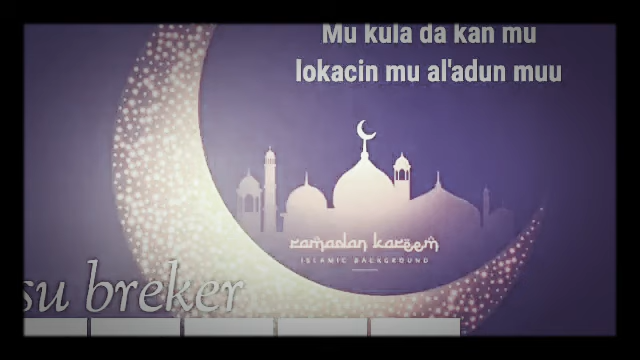 Mu kula da kan mu
lokacin mu al'adun muu
ramadan kareem
ISLAMIC BACKGROUND
su breker